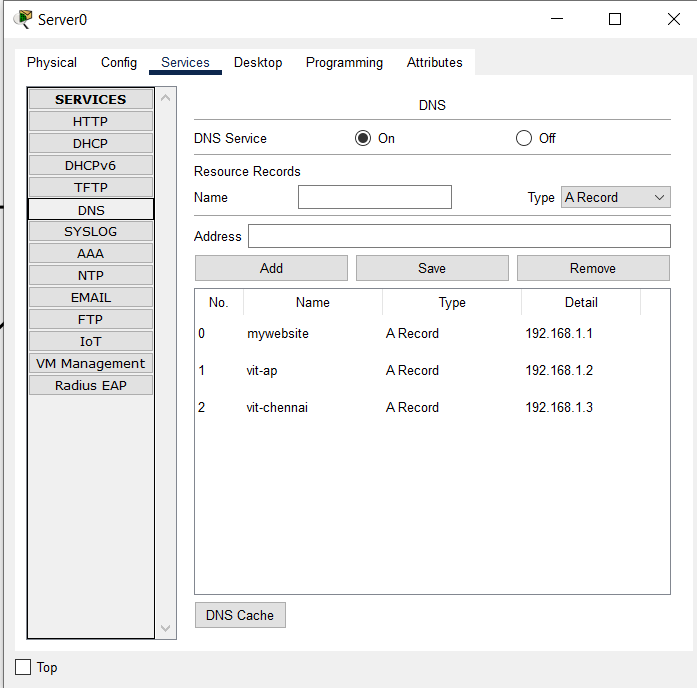 Server0
Physical Config Services Desktop Programming Attributes
SERVICES
HTTP
DHCP
DHCPv6
TFTP
DNS
SYSLOG
AAA
NTP
EMAIL
FTP
IoT
VM Management
Radius EAP
DNS
DNS Service On Off
Resource Records
Name Type A Record
Address
Add Save Remove
No. Name Type Detail
0 mywebsite A Record 192.168.1.1
1 vit-ap A Record 192.168.1.2
2 vit-chennai A Record 192.168.1.3
DNS Cache
Top